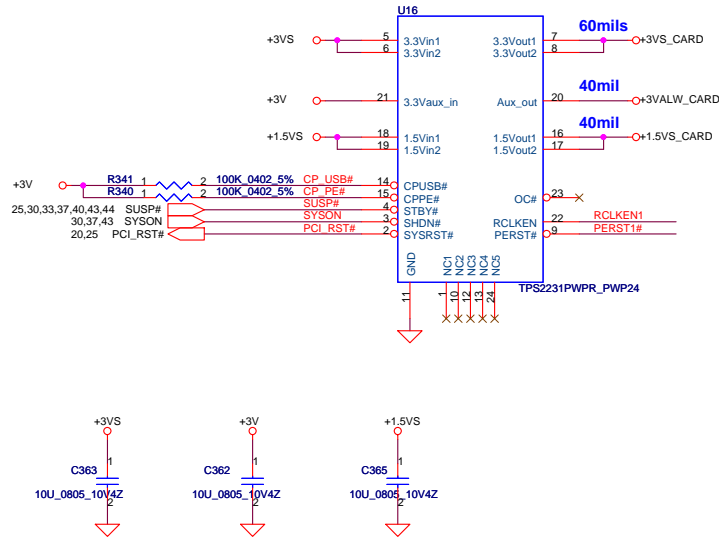 U16
60mils
+3VS 5 3.3Vin1 3.3Vout1 7 +3VS_CARD
6 3.3Vin2 3.3Vout2 8
40mil
+3V 21 3.3Vaux_in Aux_out 20 +3VALW_CARD
40mil
+1.5VS 18 1.5Vin1 1.5Vout1 16 +1.5VS_CARD
19 1.5Vin2 1.5Vout2 17
+3V R341 1 2 100K_0402_5% CP_USB# 14 CPUSB#
R340 1 2 100K_0402_5% CP_PE# 15 CPPE# OC# 23
25,30,33,37,40,43,44 SUSP# SUSP# 4 STBY#
30,37,43 SYSON SYSON 3 SHDN# RCLKEN 22 RCLKEN1
20,25 PCI_RST# PCI_RST# 2 SYSRST# PERST# 9 PERST1#
GND NC1 NC2 NC3 NC4 NC5
11 1 10 12 13 24
TPS2231PWPR_PWP24
+3VS +3V +1.5VS
1 1 1
C363 C362 C365
10U_0805_10V4Z 10U_0805_10V4Z 10U_0805_10V4Z
2 2 2